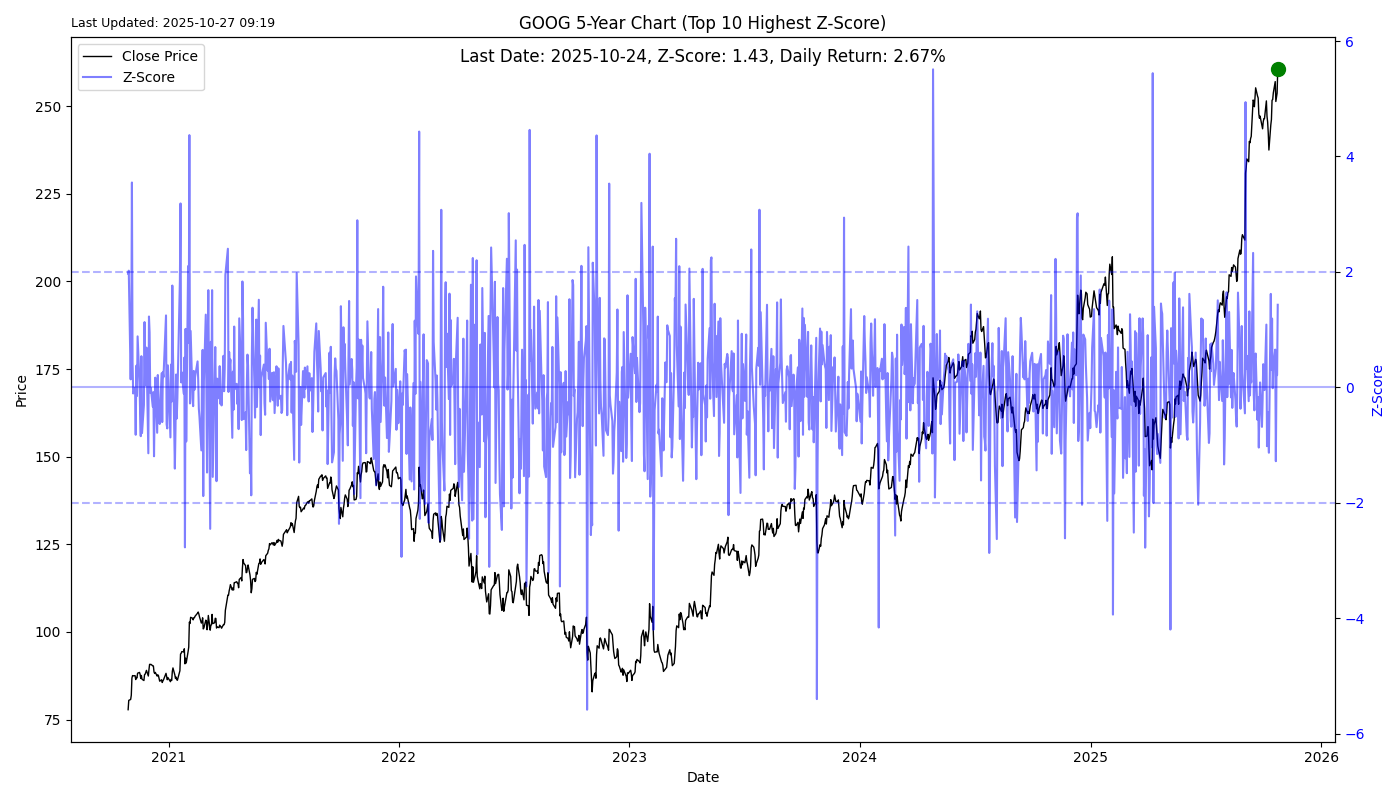 Last Updated: 2025-10-27 09:19
GOOG 5-Year Chart (Top 10 Highest Z-Score)
Last Date: 2025-10-24, Z-Score: 1.43, Daily Return: 2.67%
Close Price
Z-Score
250
225
200
175
150
125
100
75
Price
6
4
2
0
−2
−4
−6
Z-Score
2021
2022
2023
2024
2025
2026
Date